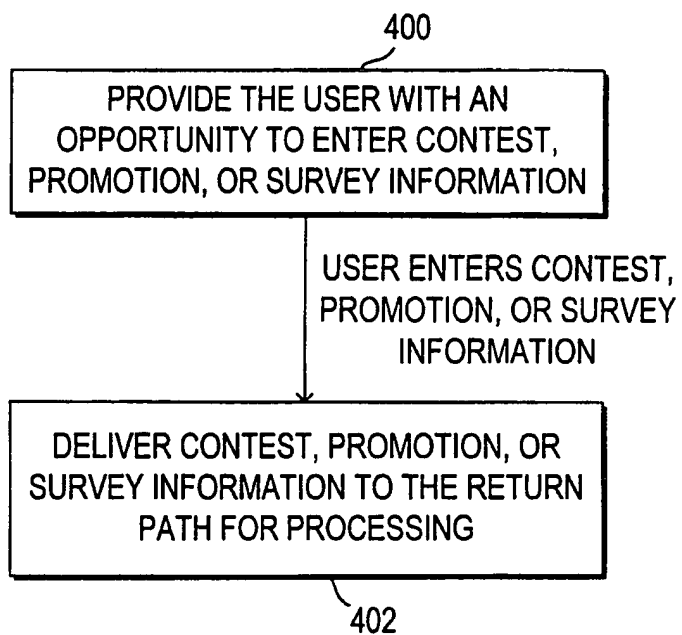 400
PROVIDE THE USER WITH AN
OPPORTUNITY TO ENTER CONTEST,
PROMOTION, OR SURVEY INFORMATION
USER ENTERS CONTEST,
PROMOTION, OR SURVEY
INFORMATION
DELIVER CONTEST, PROMOTION, OR
SURVEY INFORMATION TO THE RETURN
PATH FOR PROCESSING
402